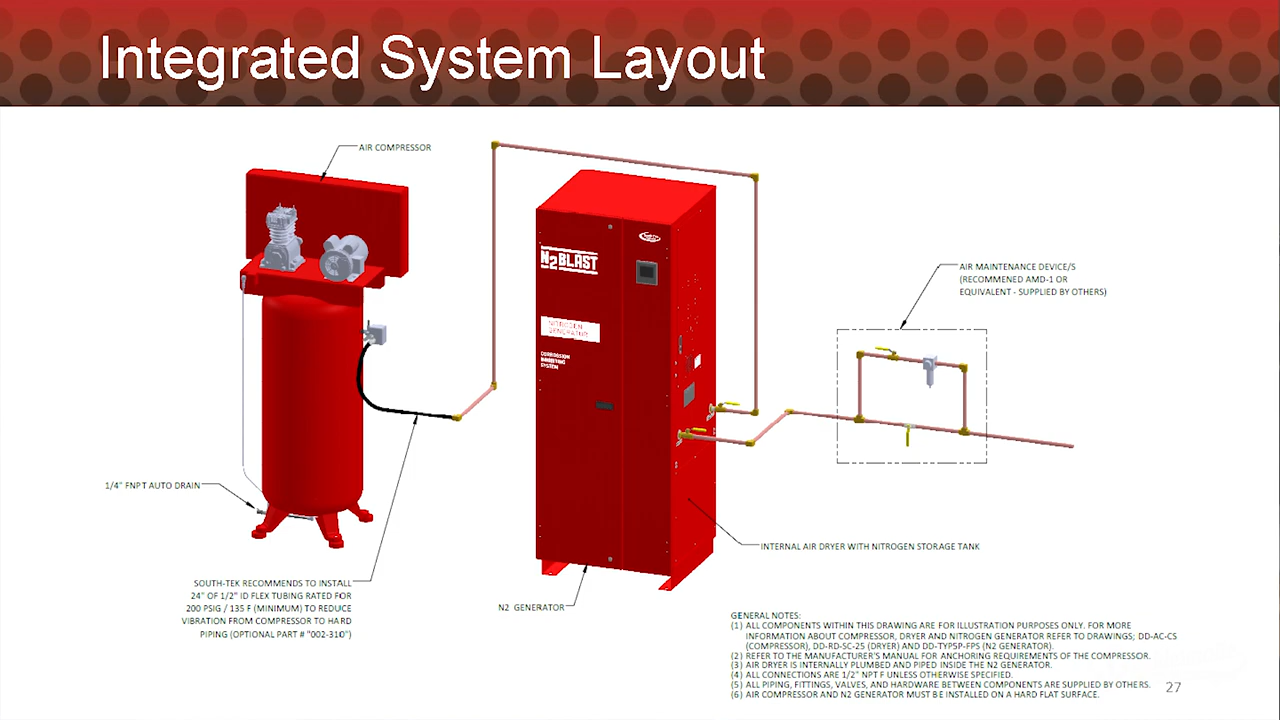 Integrated System Layout
AIR COMPRESSOR
N2BLAST
NITROGEN
GENERATOR
CORROSION
INHIBITING
SYSTEM
AIR MAINTENANCE DEVICE/S
(RECOMMENED AMD-1 OR
EQUIVALENT - SUPPLIED BY OTHERS)
1/4" FNPT AUTO DRAIN
INTERNAL AIR DRYER WITH NITROGEN STORAGE TANK
SOUTH-TEK RECOMMENDS TO INSTALL
24" OF 1/2" ID FLEX TUBING RATED FOR
200 PSIG / 135 F (MINIMUM) TO REDUCE
VIBRATION FROM COMPRESSOR TO HARD
PIPING (OPTIONAL PART # "002-310")
N2 GENERATOR
GENERAL NOTES:
(1) ALL COMPONENTS WITHIN THIS DRAWING ARE FOR ILLUSTRATION PURPOSES ONLY. FOR MORE
INFORMATION ABOUT COMPRESSOR, DRYER AND NITROGEN GENERATOR REFER TO DRAWINGS; DD-AC-CS
(COMPRESSOR), DD-RD-SC-25 (DRYER) AND DD-TYP5P-FPS (N2 GENERATOR).
(2) REFER TO THE MANUFACTURER'S MANUAL FOR ANCHORING REQUIREMENTS OF THE COMPRESSOR.
(3) AIR DRYER IS INTERNALLY PLUMBED AND PIPED INSIDE THE N2 GENERATOR.
(4) ALL CONNECTIONS ARE 1/2" NPT F UNLESS OTHERWISE SPECIFIED.
(5) ALL PIPING, FITTINGS, VALVES, AND HARDWARE BETWEEN COMPONENTS ARE SUPPLIED BY OTHERS.
(6) AIR COMPRESSOR AND N2 GENERATOR MUST BE INSTALLED ON A HARD FLAT SURFACE.
27